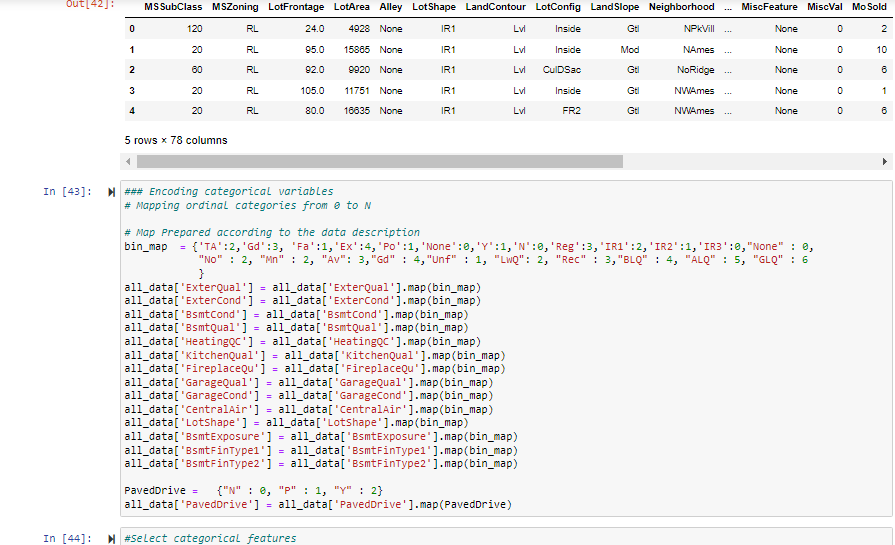 Out[42]:
MSSubClass MSZoning LotFrontage LotArea Alley LotShape LandContour LotConfig LandSlope Neighborhood ... MiscFeature MiscVal MoSold
0 120 RL 24.0 4928 None IR1 Lvl Inside Gtl NPkVill ... None 0 2
1 20 RL 95.0 15865 None IR1 Lvl Inside Mod NAmes ... None 0 10
2 60 RL 92.0 9920 None IR1 Lvl CulDSac Gtl NoRidge ... None 0 6
3 20 RL 105.0 11751 None IR1 Lvl Inside Gtl NWAmes ... None 0 1
4 20 RL 80.0 16635 None IR1 Lvl FR2 Gtl NWAmes ... None 0 6
5 rows × 78 columns
In [43]:
### Encoding categorical variables
# Mapping ordinal categories from 0 to N
# Map Prepared according to the data description
bin_map = {'TA':2,'Gd':3, 'Fa':1,'Ex':4,'Po':1,'None':0,'Y':1,'N':0,'Reg':3,'IR1':2,'IR2':1,'IR3':0,"None" : 0,
"No" : 2, "Mn" : 2, "Av": 3,"Gd" : 4,"Unf" : 1, "LwQ": 2, "Rec" : 3,"BLQ" : 4, "ALQ" : 5, "GLQ" : 6
}
all_data['ExterQual'] = all_data['ExterQual'].map(bin_map)
all_data['ExterCond'] = all_data['ExterCond'].map(bin_map)
all_data['BsmtCond'] = all_data['BsmtCond'].map(bin_map)
all_data['BsmtQual'] = all_data['BsmtQual'].map(bin_map)
all_data['HeatingQC'] = all_data['HeatingQC'].map(bin_map)
all_data['KitchenQual'] = all_data['KitchenQual'].map(bin_map)
all_data['FireplaceQu'] = all_data['FireplaceQu'].map(bin_map)
all_data['GarageQual'] = all_data['GarageQual'].map(bin_map)
all_data['GarageCond'] = all_data['GarageCond'].map(bin_map)
all_data['CentralAir'] = all_data['CentralAir'].map(bin_map)
all_data['LotShape'] = all_data['LotShape'].map(bin_map)
all_data['BsmtExposure'] = all_data['BsmtExposure'].map(bin_map)
all_data['BsmtFinType1'] = all_data['BsmtFinType1'].map(bin_map)
all_data['BsmtFinType2'] = all_data['BsmtFinType2'].map(bin_map)
PavedDrive = {"N" : 0, "P" : 1, "Y" : 2}
all_data['PavedDrive'] = all_data['PavedDrive'].map(PavedDrive)
In [44]:
#Select categorical features